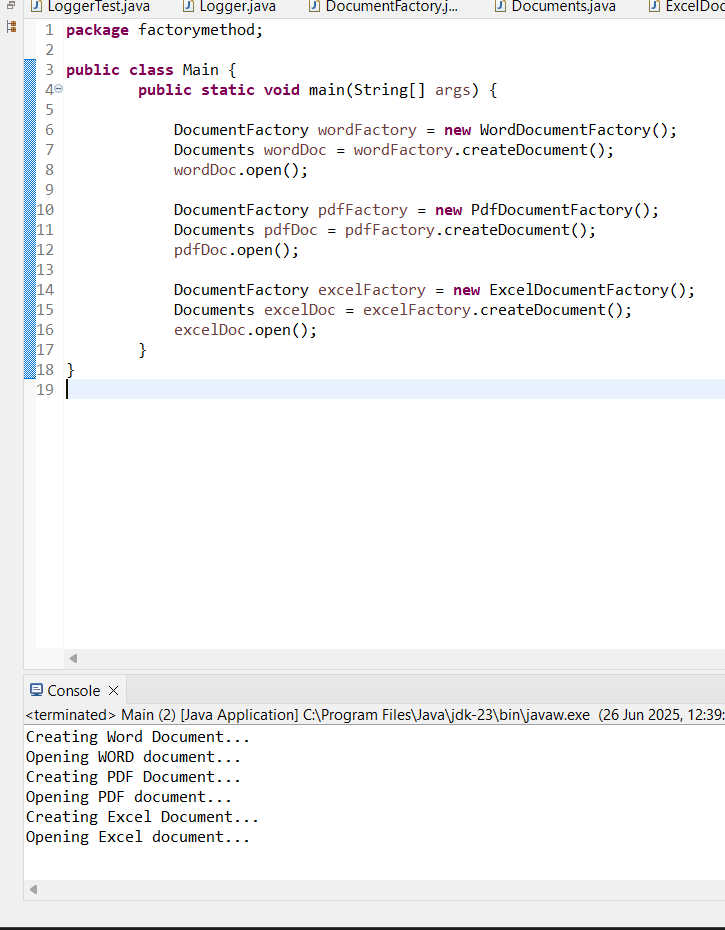 LoggerTest.java Logger.java DocumentFactory.j... Documents.java ExcelDoc
1 package factorymethod;
2
3 public class Main {
4 public static void main(String[] args) {
5
6 DocumentFactory wordFactory = new WordDocumentFactory();
7 Documents wordDoc = wordFactory.createDocument();
8 wordDoc.open();
9
10 DocumentFactory pdfFactory = new PdfDocumentFactory();
11 Documents pdfDoc = pdfFactory.createDocument();
12 pdfDoc.open();
13
14 DocumentFactory excelFactory = new ExcelDocumentFactory();
15 Documents excelDoc = excelFactory.createDocument();
16 excelDoc.open();
17 }
18 }
19
Console
<terminated> Main (2) [Java Application] C:\Program Files\Java\jdk-23\bin\javaw.exe (26 Jun 2025, 12:39:
Creating Word Document...
Opening WORD document...
Creating PDF Document...
Opening PDF document...
Creating Excel Document...
Opening Excel document...